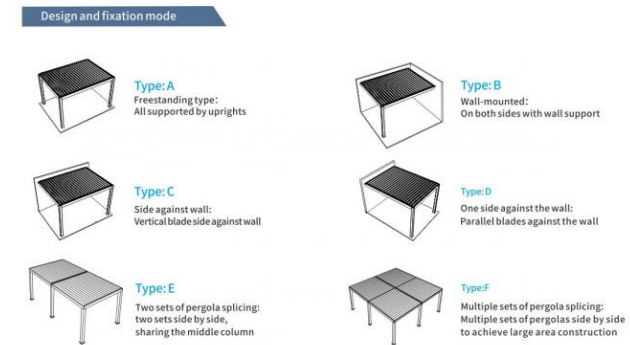 Design and fixation mode
Type: A
Freestanding type:
All supported by uprights
Type: B
Wall-mounted:
On both sides with wall support
Type: C
Side against wall:
Vertical blade side against wall
Type: D
One side against the wall:
Parallel blades against the wall
Type: E
Two sets of pergola splicing:
two sets side by side,
sharing the middle column
Type:F
Multiple sets of pergola splicing:
Multiple sets of pergolas side by side
to achieve large area construction